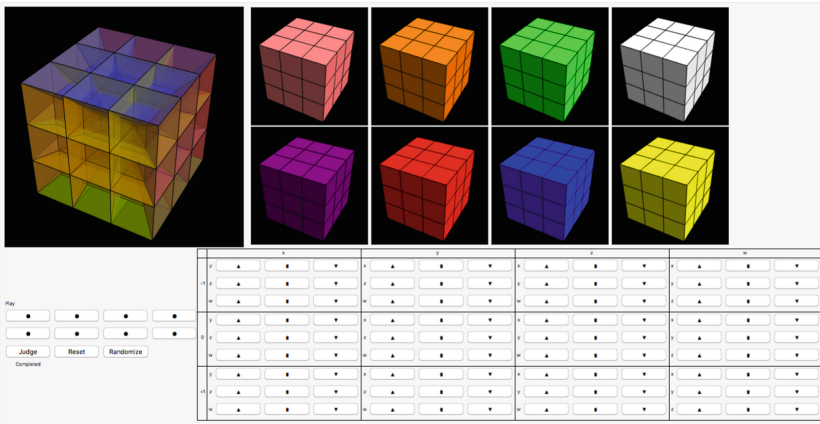 x y z w
y x x x
-1 z z y y
w w w z
Play
y x x x
0 z z y y
w w w z
Judge Reset Randomize
Completed
y x x x
+1 z z y y
w w w z